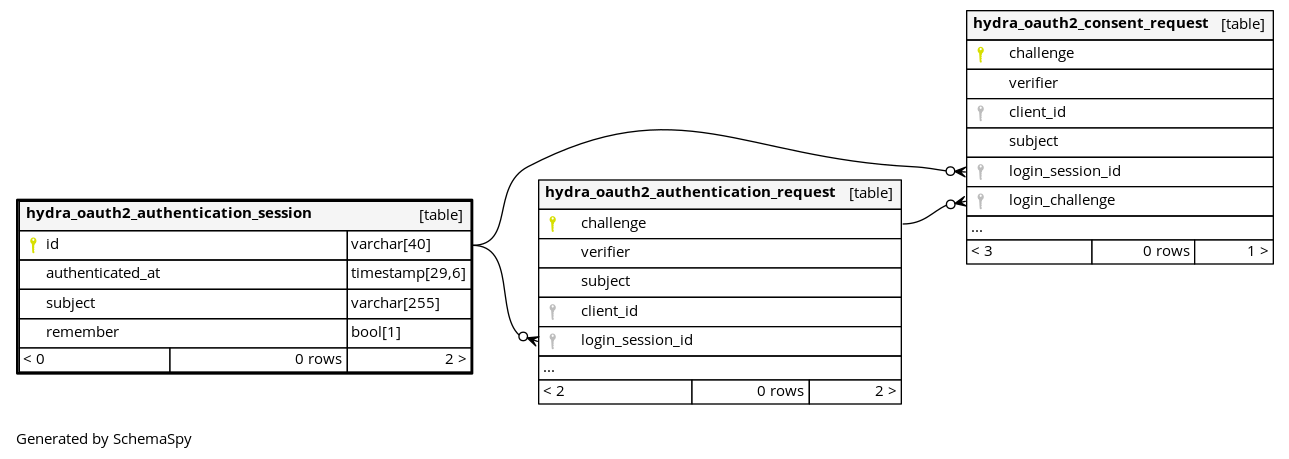 hydra_oauth2_consent_request [table]
challenge
verifier
client_id
subject
login_session_id
login_challenge
...
< 3 0 rows 1 >
hydra_oauth2_authentication_request [table]
challenge
verifier
subject
client_id
login_session_id
...
< 2 0 rows 2 >
hydra_oauth2_authentication_session [table]
id varchar[40]
authenticated_at timestamp[29,6]
subject varchar[255]
remember bool[1]
< 0 0 rows 2 >
Generated by SchemaSpy